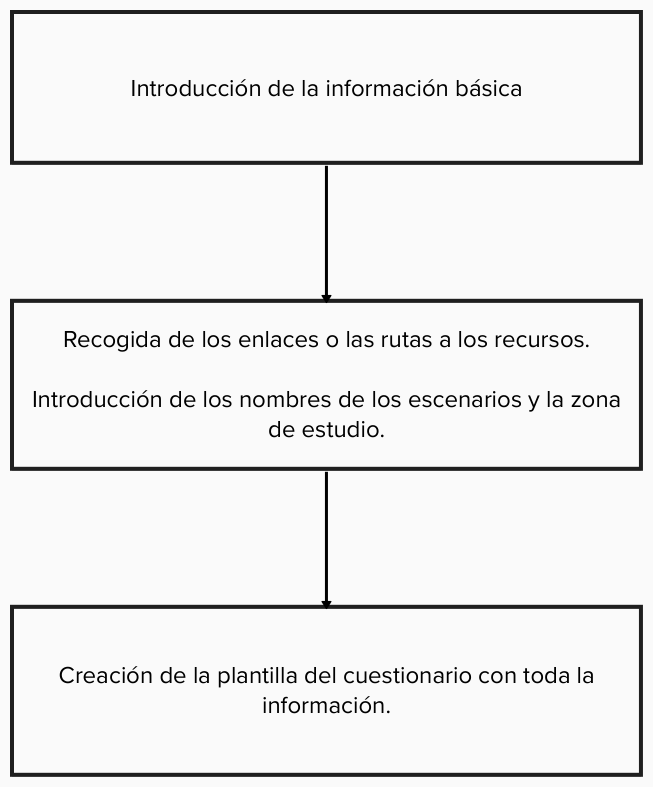 Introducción de la información básica
Recogida de los enlaces o las rutas a los recursos.
Introducción de los nombres de los escenarios y la zona
de estudio.
Creación de la plantilla del cuestionario con toda la
información.